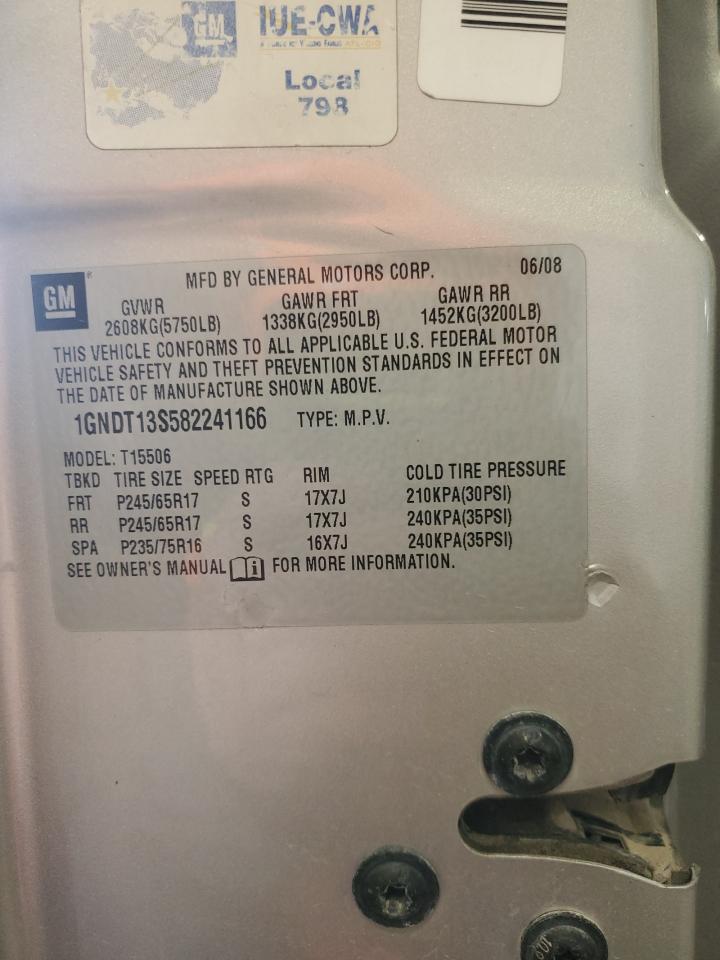 GM
IUE-CWA
AFL-CIO
Local
798
GM
MFD BY GENERAL MOTORS CORP. 06/08
GVWR GAWR FRT GAWR RR
2608KG(5750LB) 1338KG(2950LB) 1452KG(3200LB)
THIS VEHICLE CONFORMS TO ALL APPLICABLE U.S. FEDERAL MOTOR
VEHICLE SAFETY AND THEFT PREVENTION STANDARDS IN EFFECT ON
THE DATE OF MANUFACTURE SHOWN ABOVE.
1GNDT13S582241166 TYPE: M.P.V.
MODEL: T15506
TBKD TIRE SIZE SPEED RTG RIM COLD TIRE PRESSURE
FRT P245/65R17 S 17X7J 210KPA(30PSI)
RR P245/65R17 S 17X7J 240KPA(35PSI)
SPA P235/75R16 S 16X7J 240KPA(35PSI)
SEE OWNER'S MANUAL i FOR MORE INFORMATION.